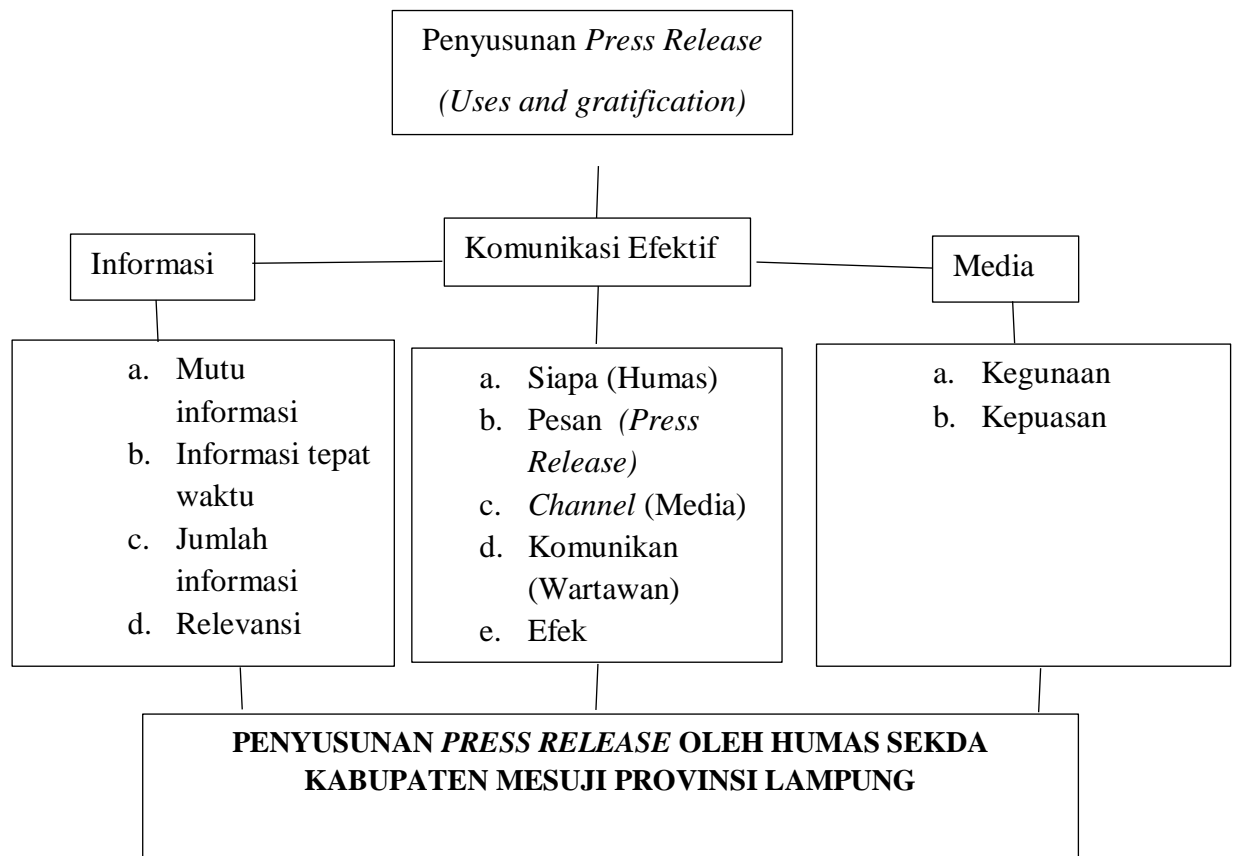 Penyusunan Press Release
(Uses and gratification)
Informasi
Komunikasi Efektif
Media
a. Mutu
informasi
b. Informasi tepat
waktu
c. Jumlah
informasi
d. Relevansi
a. Siapa (Humas)
b. Pesan (Press
Release)
c. Channel (Media)
d. Komunikan
(Wartawan)
e. Efek
a. Kegunaan
b. Kepuasan
PENYUSUNAN PRESS RELEASE OLEH HUMAS SEKDA
KABUPATEN MESUJI PROVINSI LAMPUNG